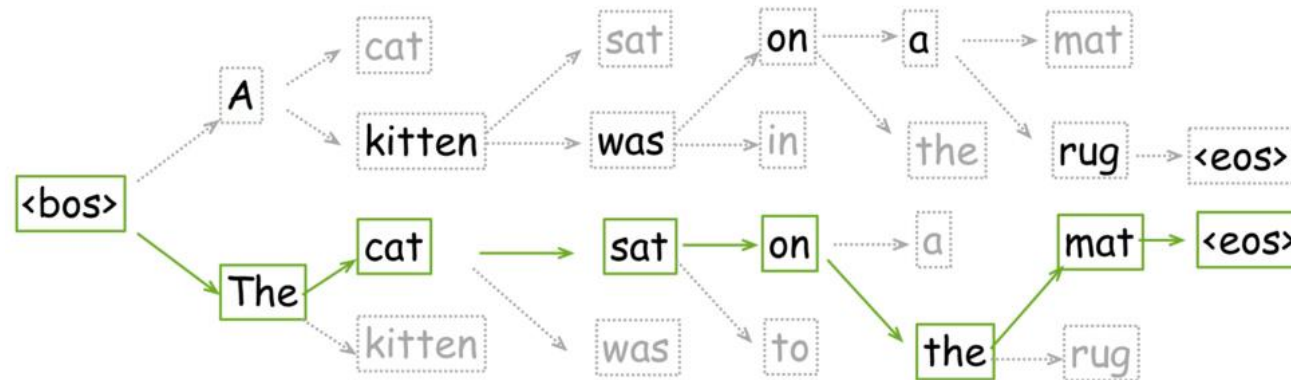 cat sat on a mat
A
kitten was in the rug <eos>
<bos>
cat sat on a mat <eos>
The
kitten was to the rug